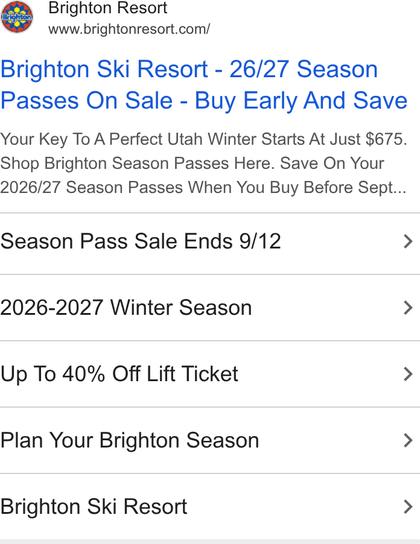 Brighton Resort
www.brightonresort.com/
Brighton Ski Resort - 26/27 Season
Passes On Sale - Buy Early And Save
Your Key To A Perfect Utah Winter Starts At Just $675.
Shop Brighton Season Passes Here. Save On Your
2026/27 Season Passes When You Buy Before Sept...
Season Pass Sale Ends 9/12
2026-2027 Winter Season
Up To 40% Off Lift Ticket
Plan Your Brighton Season
Brighton Ski Resort